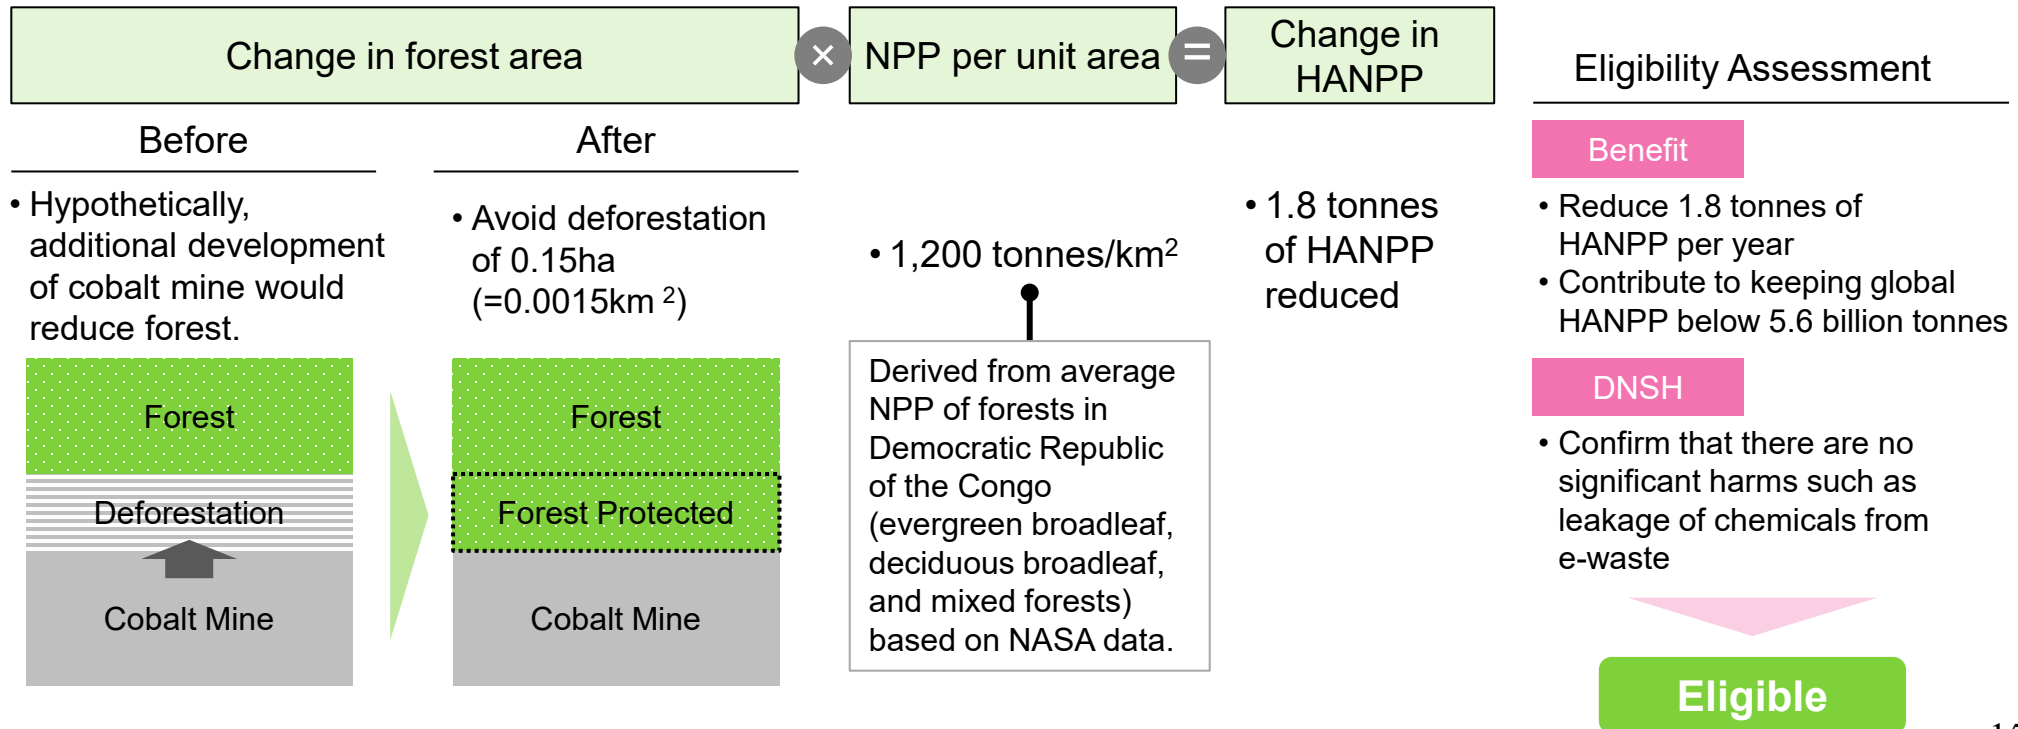 Change in forest area
×
NPP per unit area
=
Change in
HANPP
Before
• Hypothetically,
additional development
of cobalt mine would
reduce forest.
Forest
Deforestation
Cobalt Mine
After
• Avoid deforestation
of 0.15ha
(=0.0015km ²)
Forest
Forest Protected
Cobalt Mine
• 1,200 tonnes/km²
Derived from average
NPP of forests in
Democratic Republic
of the Congo
(evergreen broadleaf,
deciduous broadleaf,
and mixed forests)
based on NASA data.
• 1.8 tonnes
of HANPP
reduced
Eligibility Assessment
Benefit
• Reduce 1.8 tonnes of
HANPP per year
• Contribute to keeping global
HANPP below 5.6 billion tonnes
DNSH
• Confirm that there are no
significant harms such as
leakage of chemicals from
e-waste
Eligible